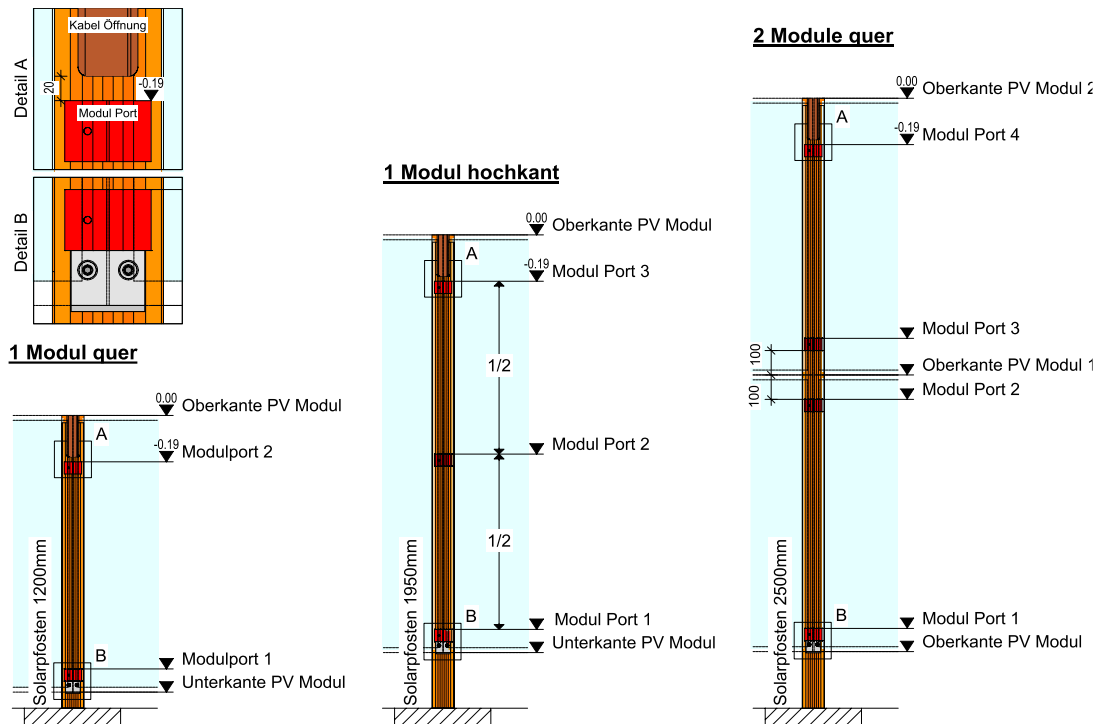 Detail A
Kabel Öffnung
20
-0.19
Modul Port
Detail B
1 Modul quer
0.00
Oberkante PV Modul
A
-0.19
Modulport 2
Solarpfosten 1200mm
B
Modulport 1
Unterkante PV Modul
1 Modul hochkant
0.00
Oberkante PV Modul
A
-0.19
Modul Port 3
1/2
Modul Port 2
1/2
Solarpfosten 1950mm
B
Modul Port 1
Unterkante PV Modul
2 Module quer
0.00
Oberkante PV Modul 2
A
-0.19
Modul Port 4
Modul Port 3
100
Oberkante PV Modul 1
100
Modul Port 2
Solarpfosten 2500mm
B
Modul Port 1
Oberkante PV Modul